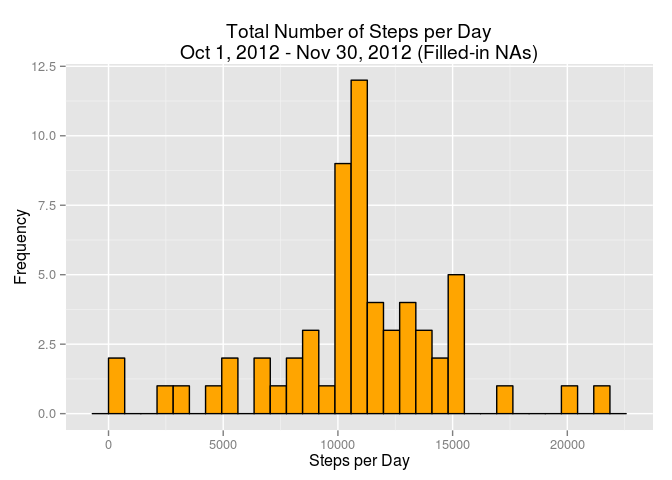 Total Number of Steps per Day
Oct 1, 2012 - Nov 30, 2012 (Filled-in NAs)
12.5
10.0
7.5
5.0
2.5
0.0
Frequency
0 5000 10000 15000 20000
Steps per Day